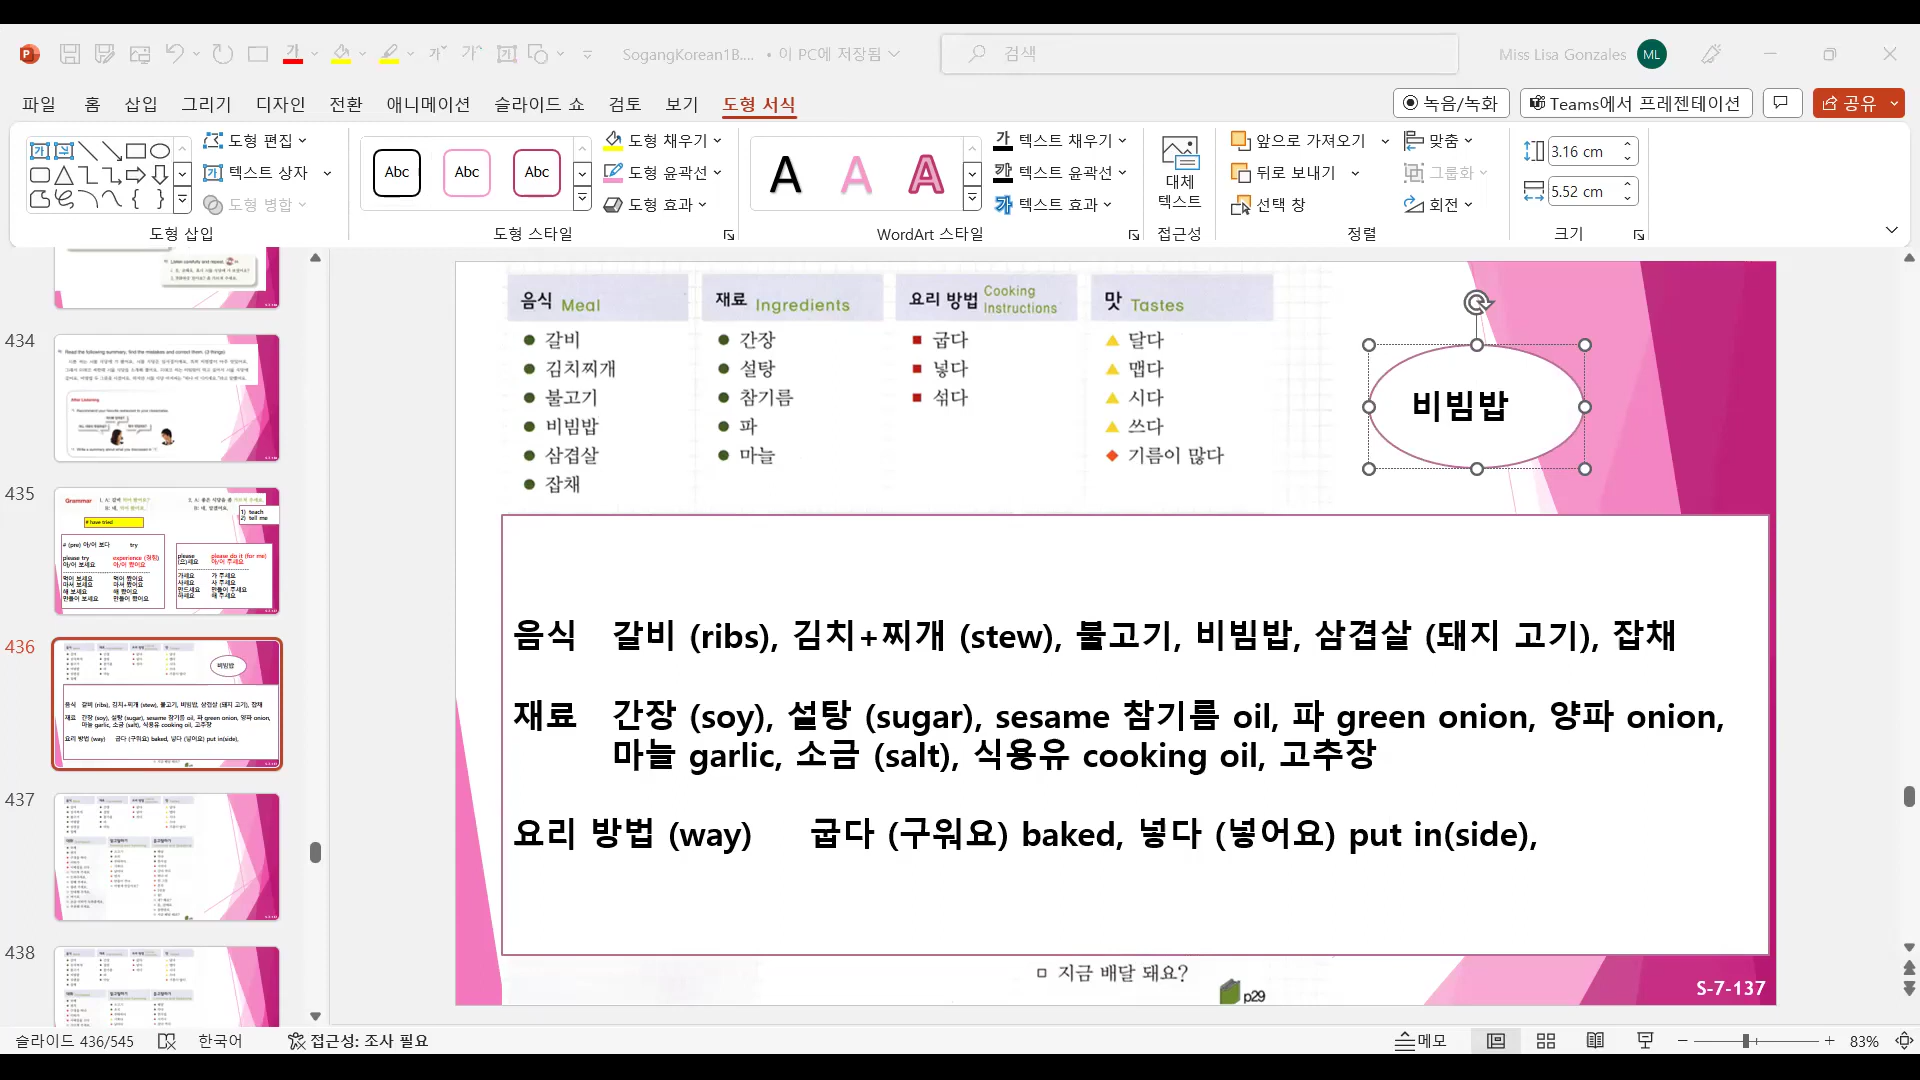 SogangKorean1B.... • 이 PC에 저장됨
검색
Miss Lisa Gonzales ML
파일 홈 삽입 그리기 디자인 전환 애니메이션 슬라이드 쇼 검토 보기 도형 서식
녹음/녹화 Teams에서 프레젠테이션 공유
도형 편집
텍스트 상자
도형 병합
도형 삽입
Abc Abc Abc
도형 채우기
도형 윤곽선
도형 효과
도형 스타일
A A A
텍스트 채우기
텍스트 윤곽선
텍스트 효과
WordArt 스타일
대체
텍스트
접근성
앞으로 가져오기
뒤로 보내기
선택 창
맞춤
그룹화
회전
정렬
3.16 cm
5.52 cm
크기
434
435
436
437
438
음식 Meal
갈비
김치찌개
불고기
비빔밥
삼겹살
잡채
재료 Ingredients
간장
설탕
참기름
파
마늘
요리 방법 Cooking Instructions
굽다
넣다
섞다
맛 Tastes
달다
맵다
시다
쓰다
기름이 많다
비빔밥
음식 갈비 (ribs), 김치+찌개 (stew), 불고기, 비빔밥, 삼겹살 (돼지 고기), 잡채
재료 간장 (soy), 설탕 (sugar), sesame 참기름 oil, 파 green onion, 양파 onion,
마늘 garlic, 소금 (salt), 식용유 cooking oil, 고추장
요리 방법 (way) 굽다 (구워요) baked, 넣다 (넣어요) put in(side),
지금 배달 돼요?
p29
S-7-137
슬라이드 436/545 한국어 접근성: 조사 필요
메모
83%